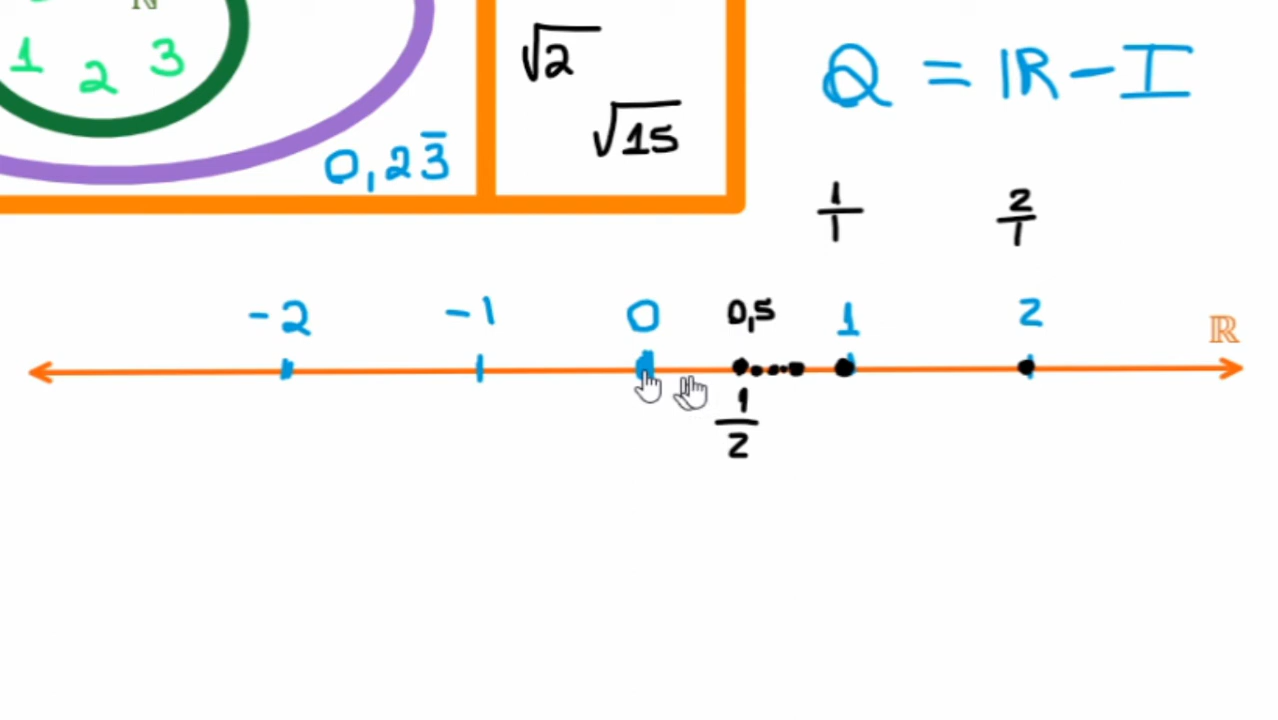 ℕ
1 2 3
0,23̅
√2
√15
Q = ℝ - I
1/1
2/1
-2 -1 0 0,5 1 2 ℝ
1/2